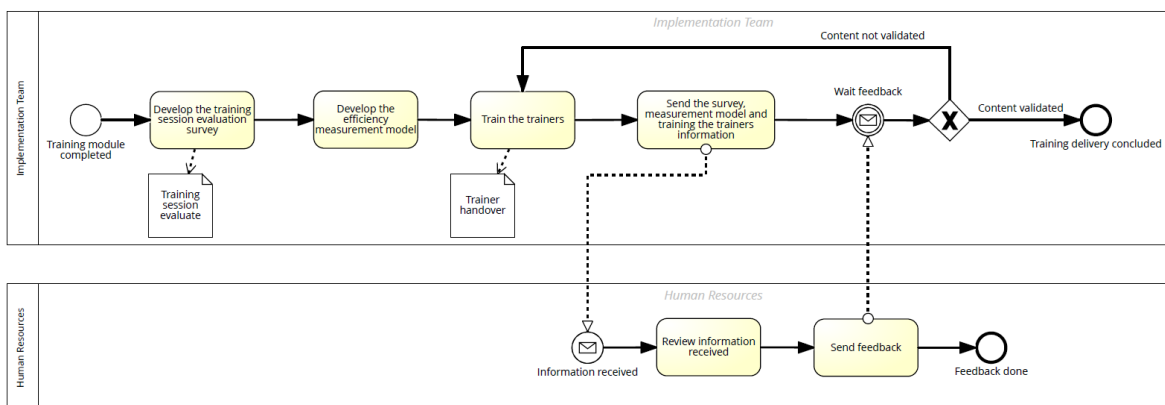 Implementation Team
Implementation Team
Content not validated
Develop the training
session evaluation
survey
Develop the
efficiency
measurement model
Train the trainers
Send the survey,
measurement model and
training the trainers
information
Wait feedback
Content validated
Training module
completed
Training delivery concluded
Training
session
evaluate
Trainer
handover
Human Resources
Human Resources
Information received
Review information
received
Send feedback
Feedback done